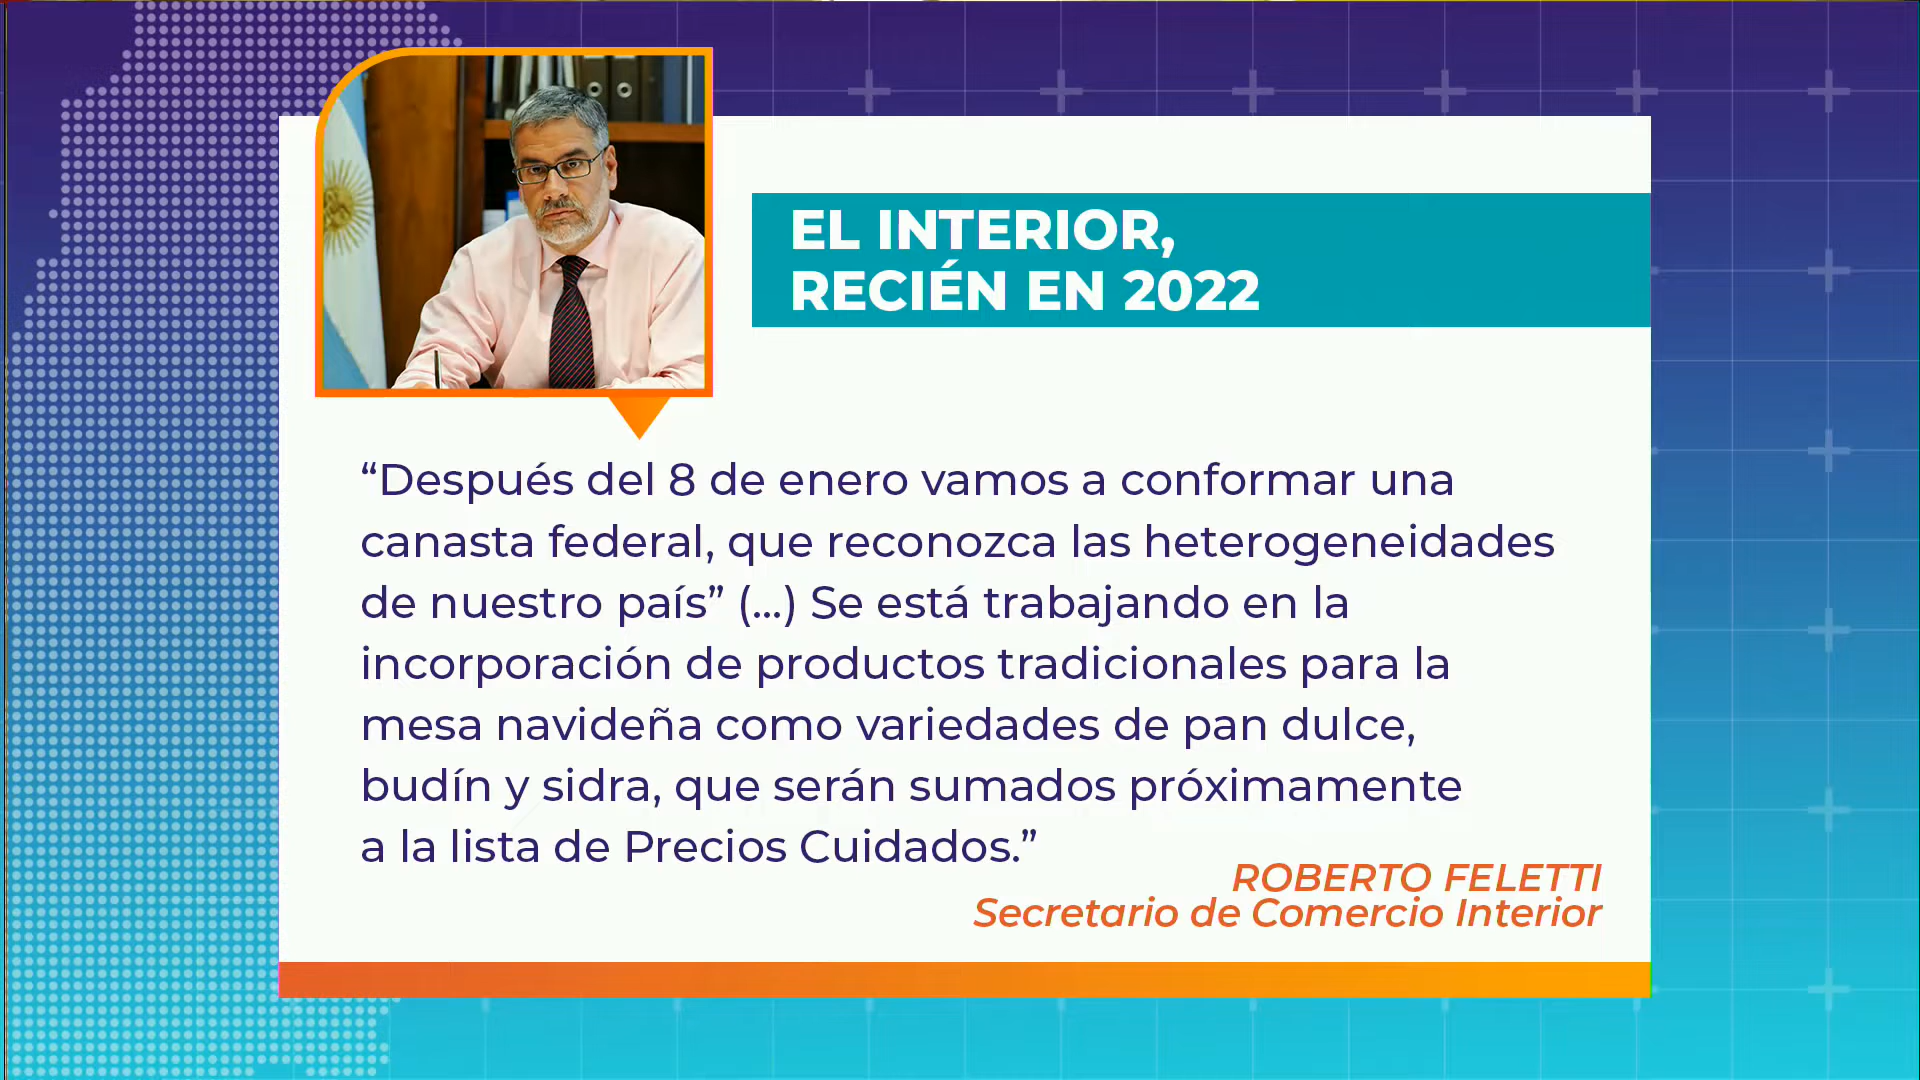 EL INTERIOR,
RECIÉN EN 2022
“Después del 8 de enero vamos a conformar una
canasta federal, que reconozca las heterogeneidades
de nuestro país” (...) Se está trabajando en la
incorporación de productos tradicionales para la
mesa navideña como variedades de pan dulce,
budín y sidra, que serán sumados próximamente
a la lista de Precios Cuidados.”
ROBERTO FELETTI
Secretario de Comercio Interior